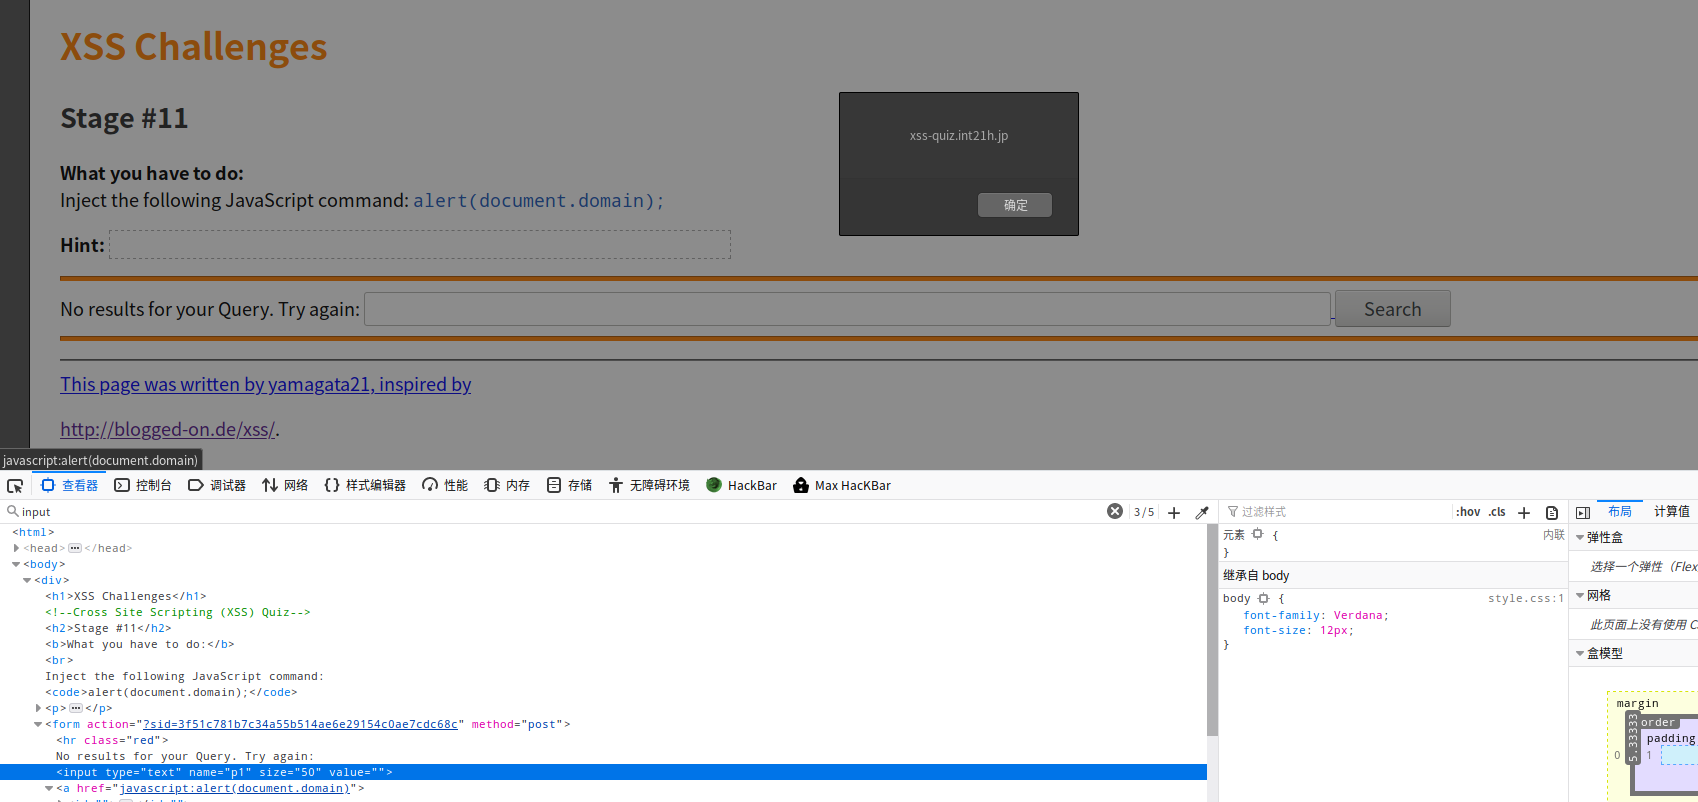 XSS Challenges
Stage #11
What you have to do:
Inject the following JavaScript command: alert(document.domain);
Hint:
xss-quiz.int21h.jp
确定
No results for your Query. Try again:
Search
This page was written by yamagata21, inspired by
http://blogged-on.de/xss/.
javascript:alert(document.domain)
查看器 控制台 调试器 网络 {} 样式编辑器 性能 内存 存储 无障碍环境 HackBar Max HacKBar
input
3/5 +
<html>
<head> ••• </head>
<body>
<div>
<h1>XSS Challenges</h1>
<!--Cross Site Scripting (XSS) Quiz-->
<h2>Stage #11</h2>
<b>What you have to do:</b>
<br>
Inject the following JavaScript command:
<code>alert(document.domain);</code>
<p> ••• </p>
<form action="?sid=3f51c781b7c34a55b514ae6e29154c0ae7cdc68c" method="post">
<hr class="red">
No results for your Query. Try again:
<input type="text" name="p1" size="50" value="">
<a href="javascript:alert(document.domain)">
过滤样式
:hov .cls +
元素 {
内联
}
继承自 body
body {
style.css:1
font-family: Verdana;
font-size: 12px;
}
布局 计算值
弹性盒
选择一个弹性（Flex
网格
此页面上没有使用 C
盒模型
margin
order
padding
0
5.33333
1